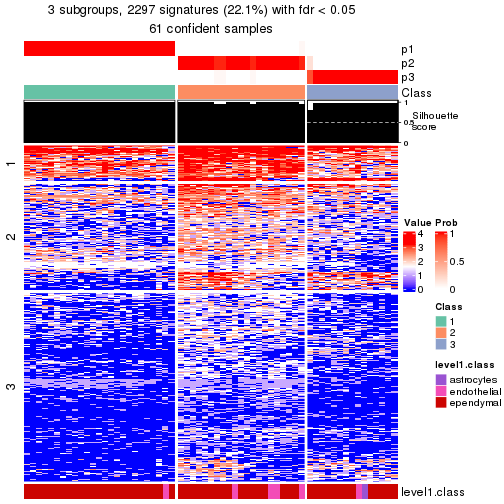 3 subgroups, 2297 signatures (22.1%) with fdr < 0.05
61 confident samples
p1
p2
p3
Class
1
0.5
0
Silhouette
score
1
2
3
Value Prob
4
3
2
1
0
1
0.5
0
Class
1
2
3
level1.class
astrocytes
endothelial
ependymal
level1.class